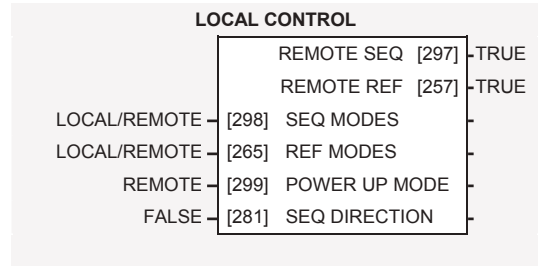 LOCAL CONTROL
REMOTE SEQ [297] TRUE
REMOTE REF [257] TRUE
LOCAL/REMOTE [298] SEQ MODES
LOCAL/REMOTE [265] REF MODES
REMOTE [299] POWER UP MODE
FALSE [281] SEQ DIRECTION